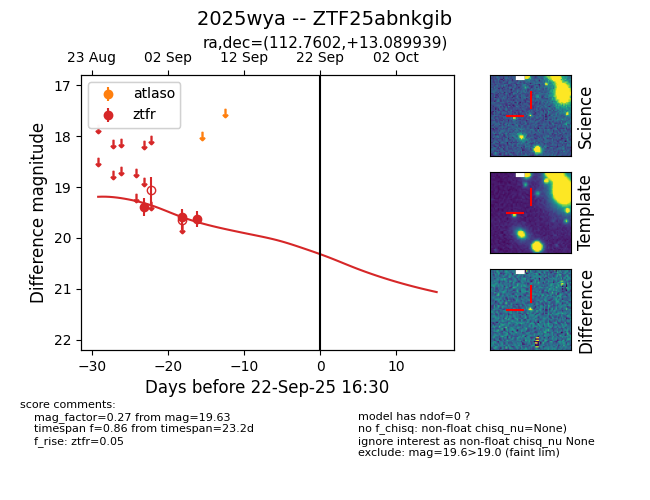 2025wya -- ZTF25abnkgib
ra,dec=(112.7602,+13.089939)
23 Aug 02 Sep 12 Sep 22 Sep 02 Oct
atlaso
ztfr
17
18
19
20
21
22
Difference magnitude
−30 −20 −10 0 10
Days before 22-Sep-25 16:30
Science
Template
Difference
score comments:
mag_factor=0.27 from mag=19.63
timespan f=0.86 from timespan=23.2d
f_rise: ztfr=0.05
model has ndof=0 ?
no f_chisq: non-float chisq_nu=None)
ignore interest as non-float chisq_nu None
exclude: mag=19.6>19.0 (faint lim)